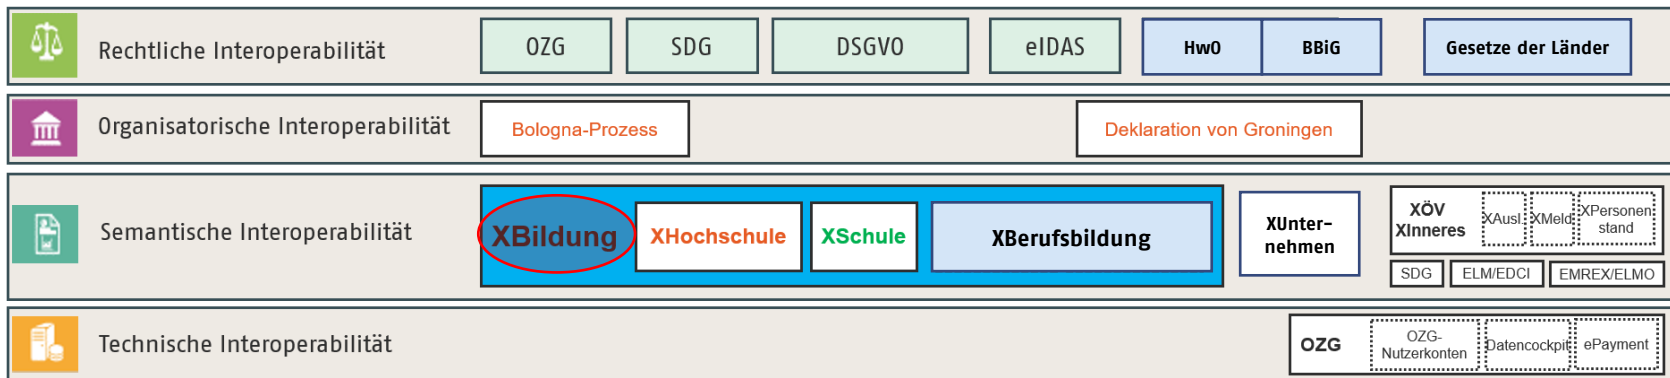 Rechtliche Interoperabilität
OZG
SDG
DSGVO
eIDAS
HwO
BBiG
Gesetze der Länder
Organisatorische Interoperabilität
Bologna-Prozess
Deklaration von Groningen
Semantische Interoperabilität
XBildung
XHochschule
XSchule
XBerufsbildung
XUnter-
nehmen
XÖV
XInneres
XAusl.
XMeld
XPersonen
stand
SDG
ELM/EDCI
EMREX/ELMO
Technische Interoperabilität
OZG
OZG-
Nutzerkonten
Datencockpit
ePayment